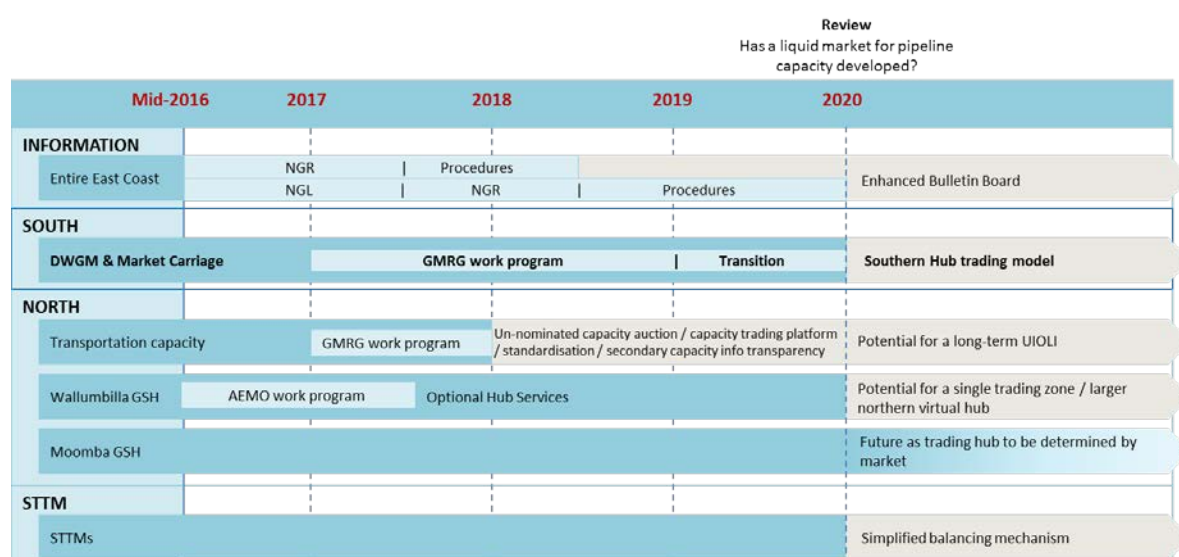 Review
Has a liquid market for pipeline
capacity developed?
Mid-2016 2017 2018 2019 2020
INFORMATION
Entire East Coast
NGR | Procedures
NGL | NGR | Procedures
Enhanced Bulletin Board
SOUTH
DWGM & Market Carriage GMRG work program | Transition Southern Hub trading model
NORTH
Transportation capacity GMRG work program
Un-nominated capacity auction / capacity trading platform
/ standardisation / secondary capacity info transparency
Potential for a long-term UIOLI
Wallumbilla GSH AEMO work program Optional Hub Services
Potential for a single trading zone / larger
northern virtual hub
Moomba GSH
Future as trading hub to be determined by
market
STTM
STTMs Simplified balancing mechanism